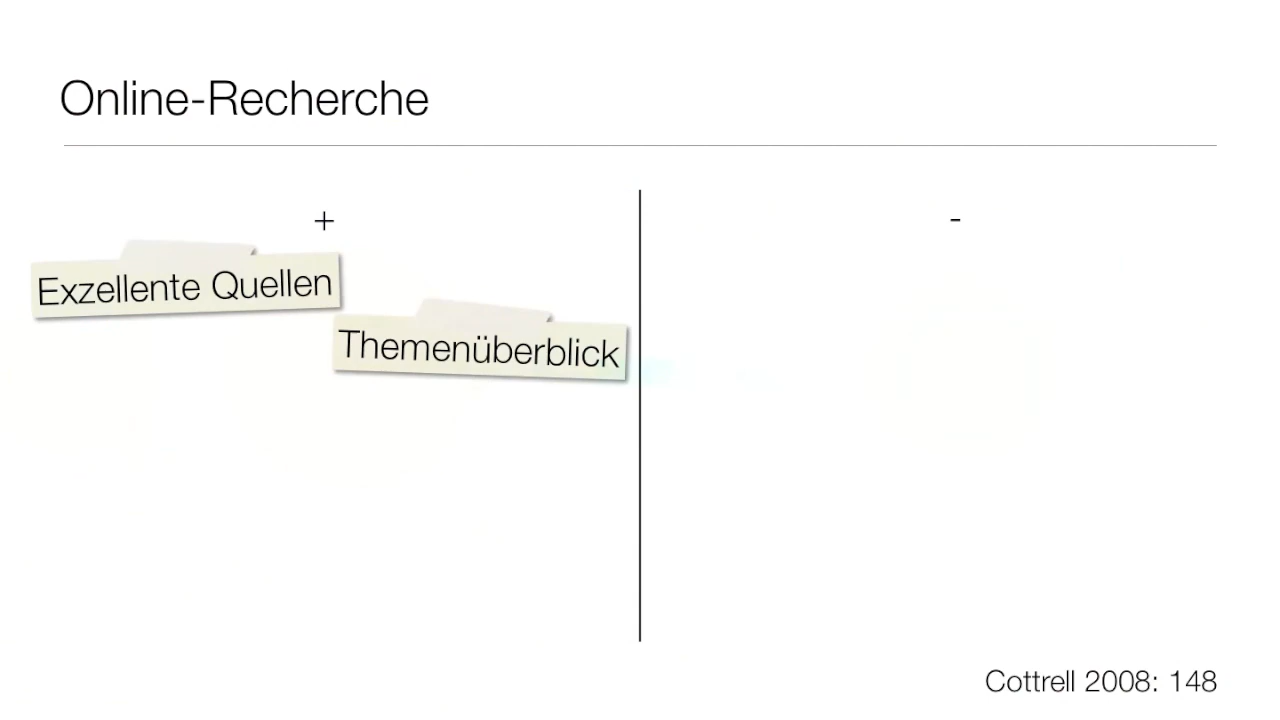 Online-Recherche
+
-
Exzellente Quellen
Themenüberblick
Cottrell 2008: 148